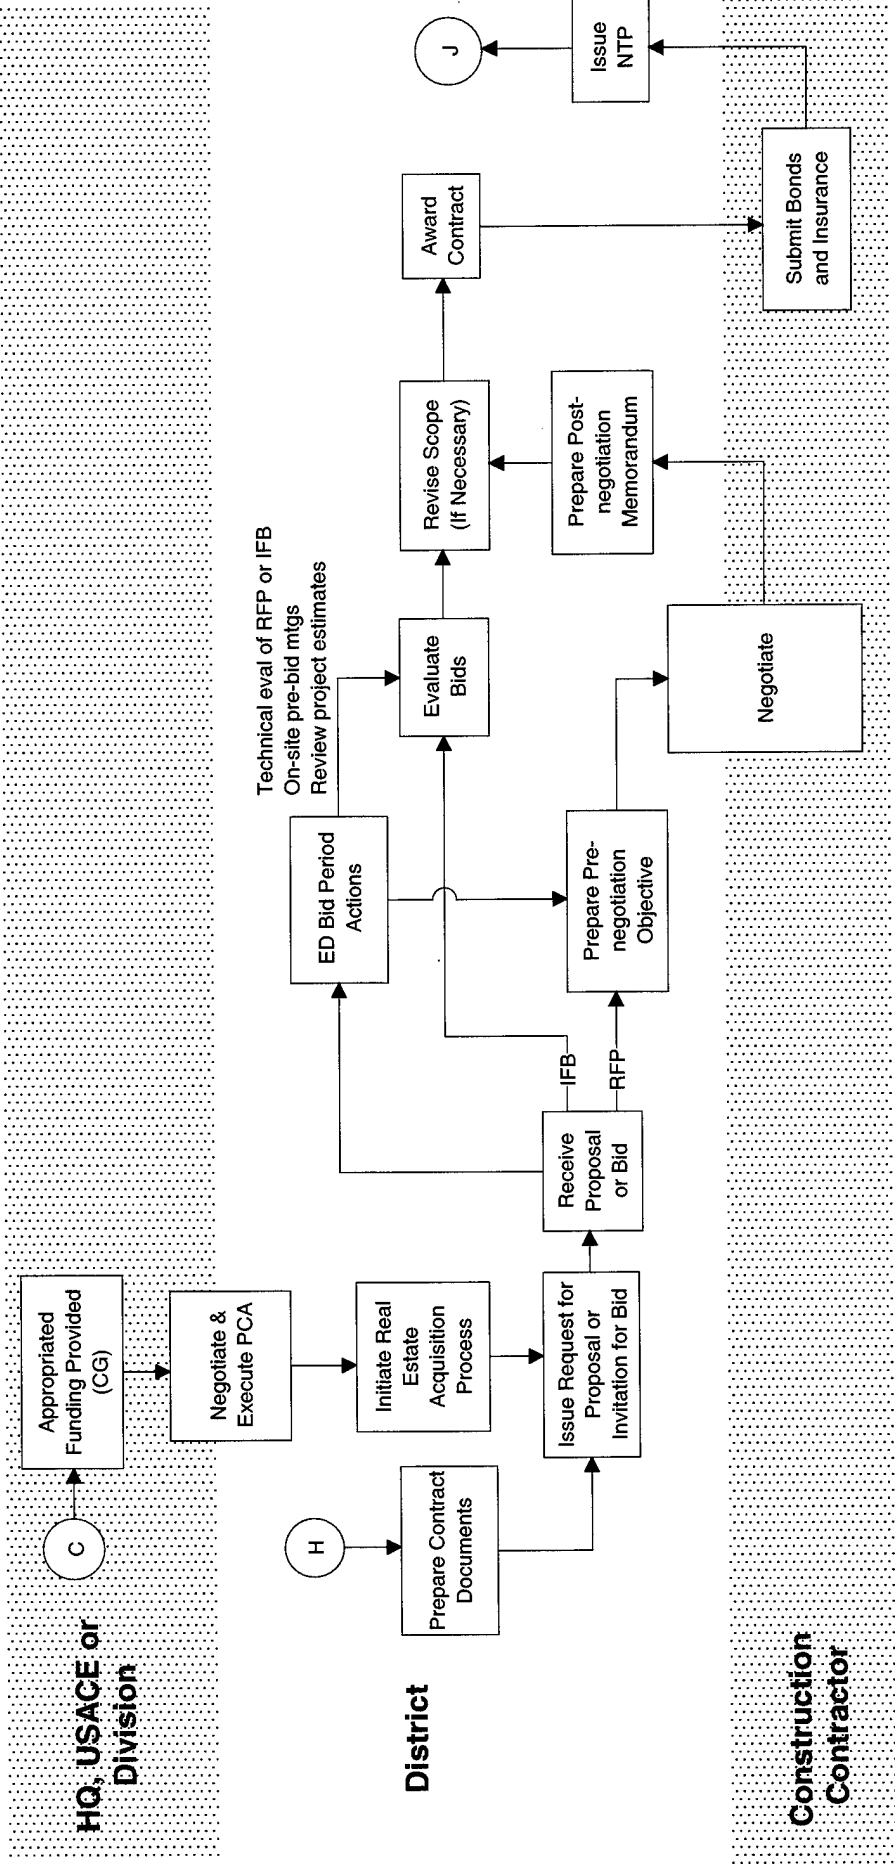 HQ, USACE or
Division
C
Appropriated
Funding Provided
(CG)
Negotiate &
Execute PCA
District
H
Prepare Contract
Documents
Initiate Real
Estate
Acquisition
Process
Issue Request for
Proposal or
Invitation for Bid
Receive
Proposal
or Bid
IFB
RFP
ED Bid Period
Actions
Technical eval of RFP or IFB
On-site pre-bid mtgs
Review project estimates
Evaluate
Bids
Prepare Pre-
negotiation
Objective
Negotiate
Revise Scope
(If Necessary)
Prepare Post-
negotiation
Memorandum
Award
Contract
Issue
NTP
J
Construction
Contractor
Submit Bonds
and Insurance